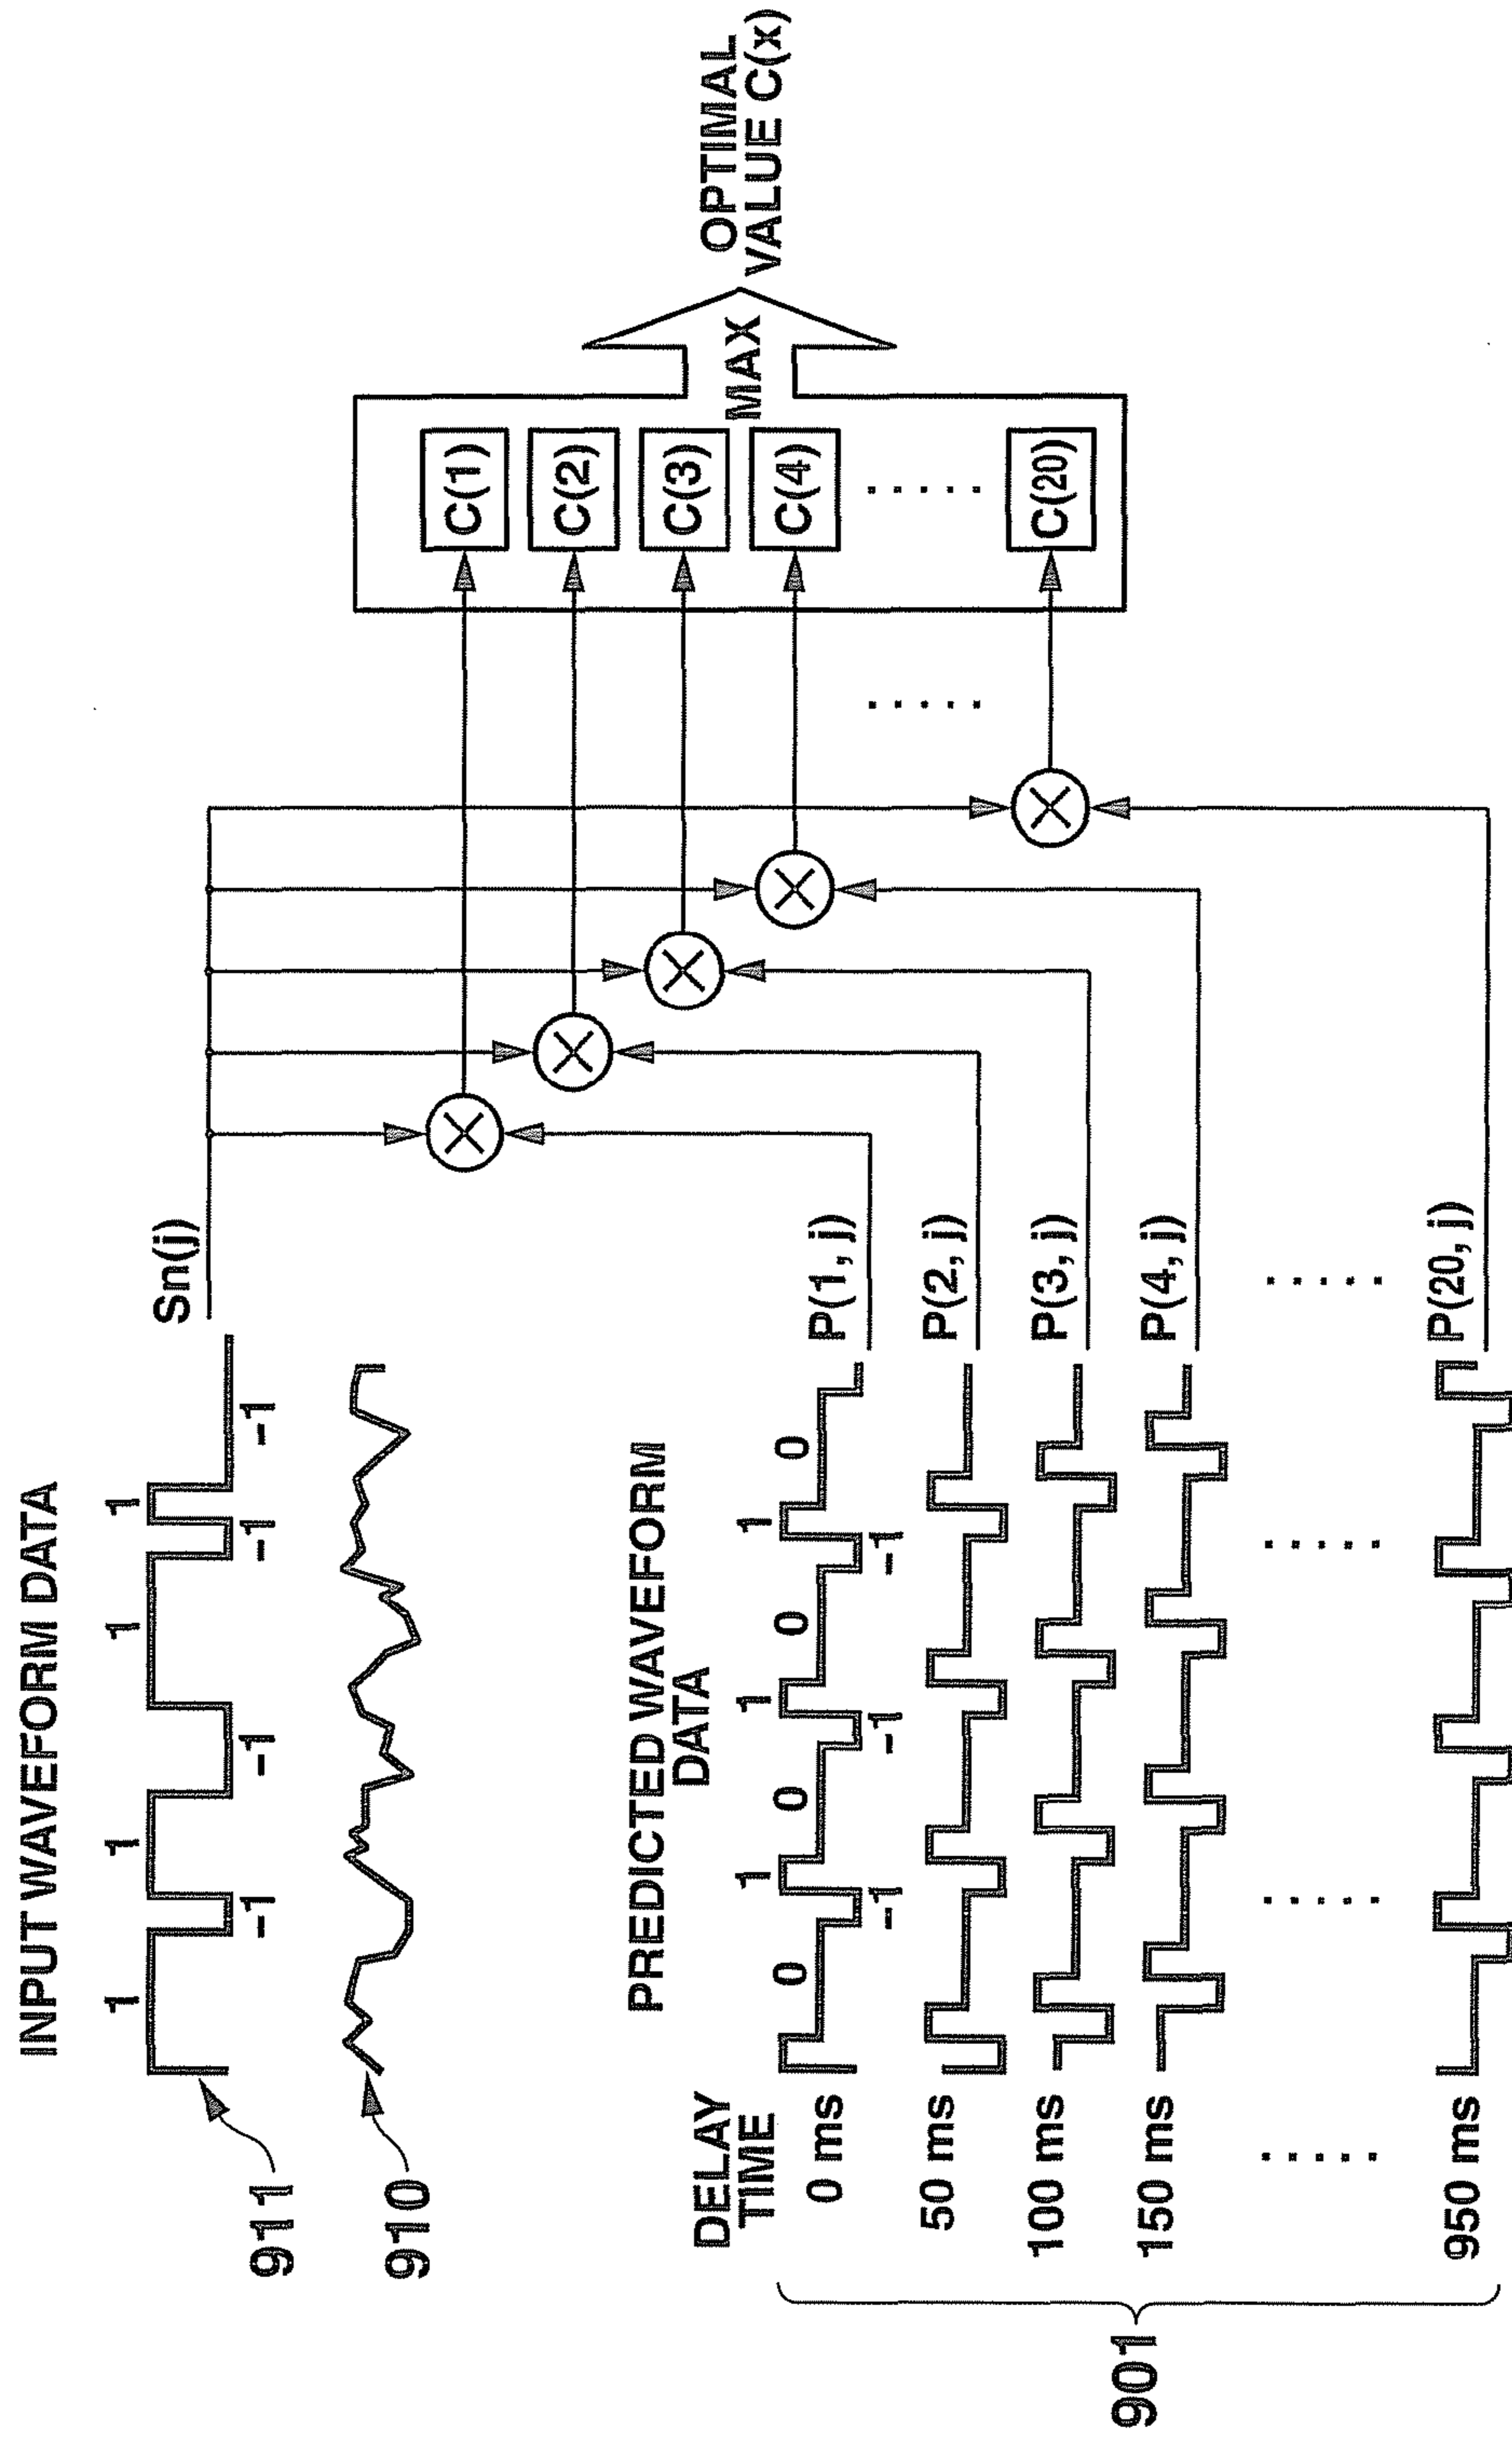 INPUT WAVEFORM DATA
1
1
1
1
-1
-1
-1
-1
911
910
Sn(j)
PREDICTED WAVEFORM
DATA
DELAY
TIME
0 ms
0
1
0
1
0
1
0
-1
-1
-1
P(1, j)
50 ms
P(2, j)
100 ms
P(3, j)
150 ms
P(4, j)
.....
.....
.....
.....
950 ms
P(20, j)
901
.....
C(1)
C(2)
C(3)
C(4)
.....
C(20)
MAX
OPTIMAL
VALUE C(x)